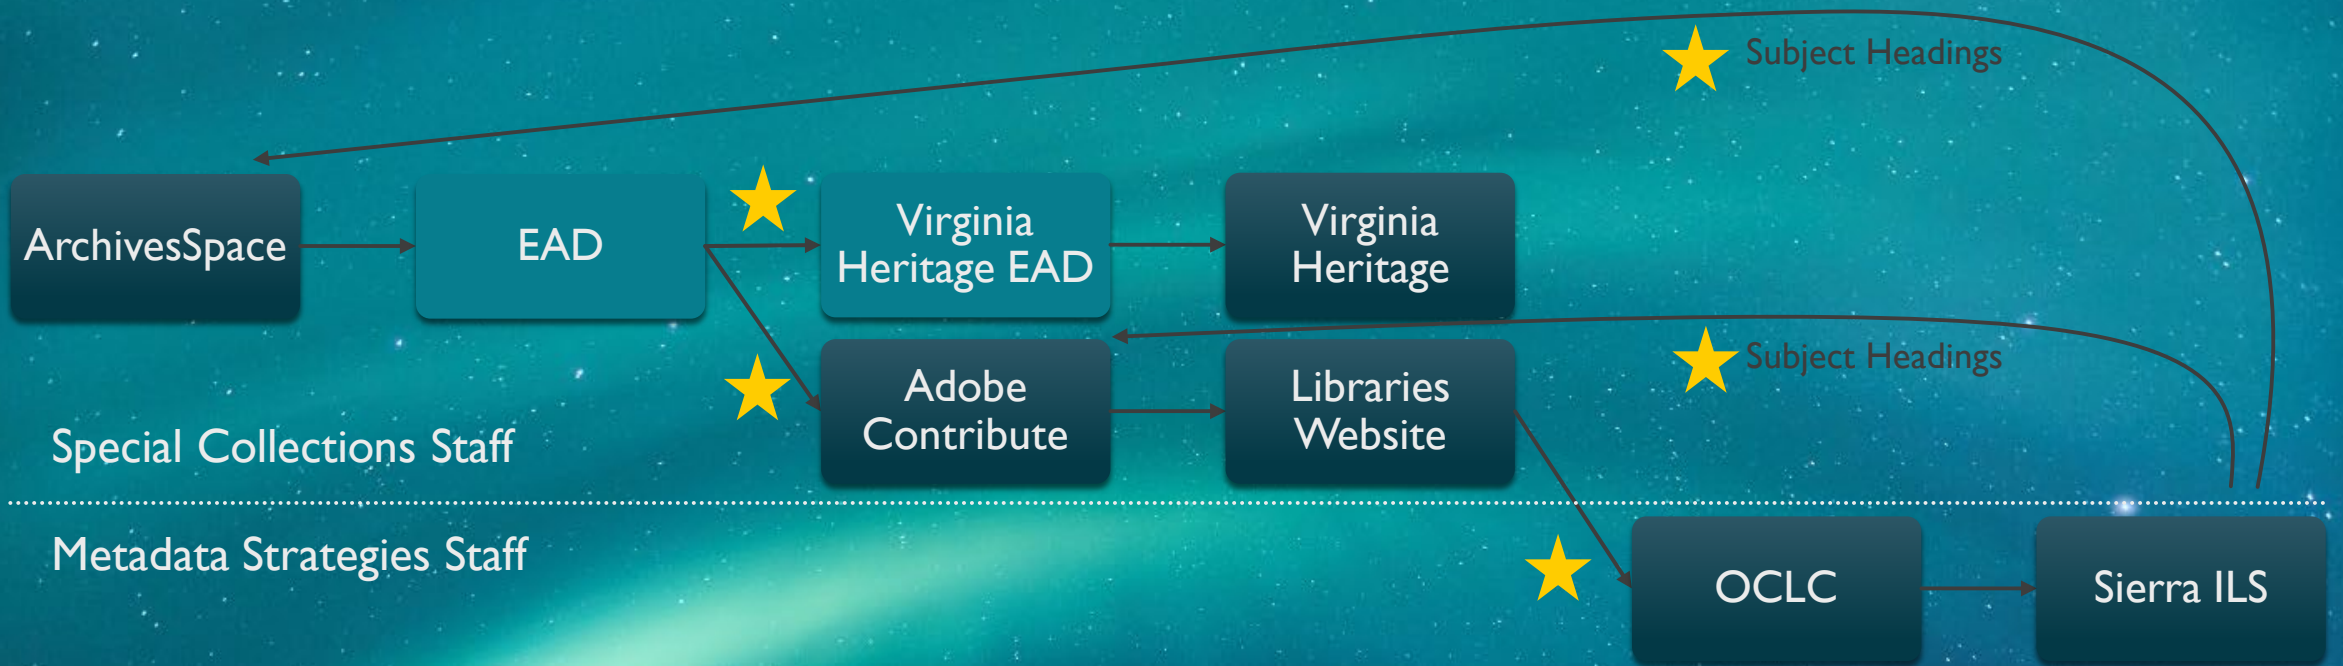 Subject Headings
ArchivesSpace
EAD
Virginia
Heritage EAD
Virginia
Heritage
Adobe
Contribute
Libraries
Website
Subject Headings
Special Collections Staff
Metadata Strategies Staff
OCLC
Sierra ILS